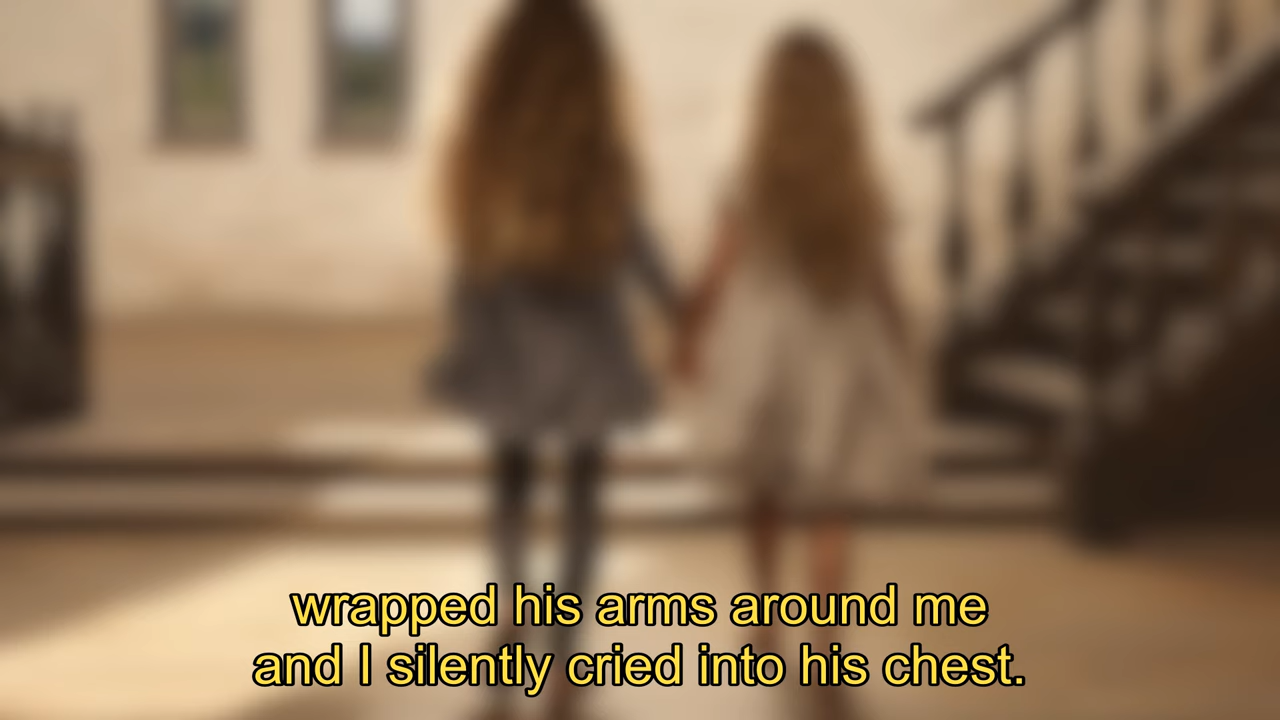 wrapped his arms around me
and I silently cried into his chest.